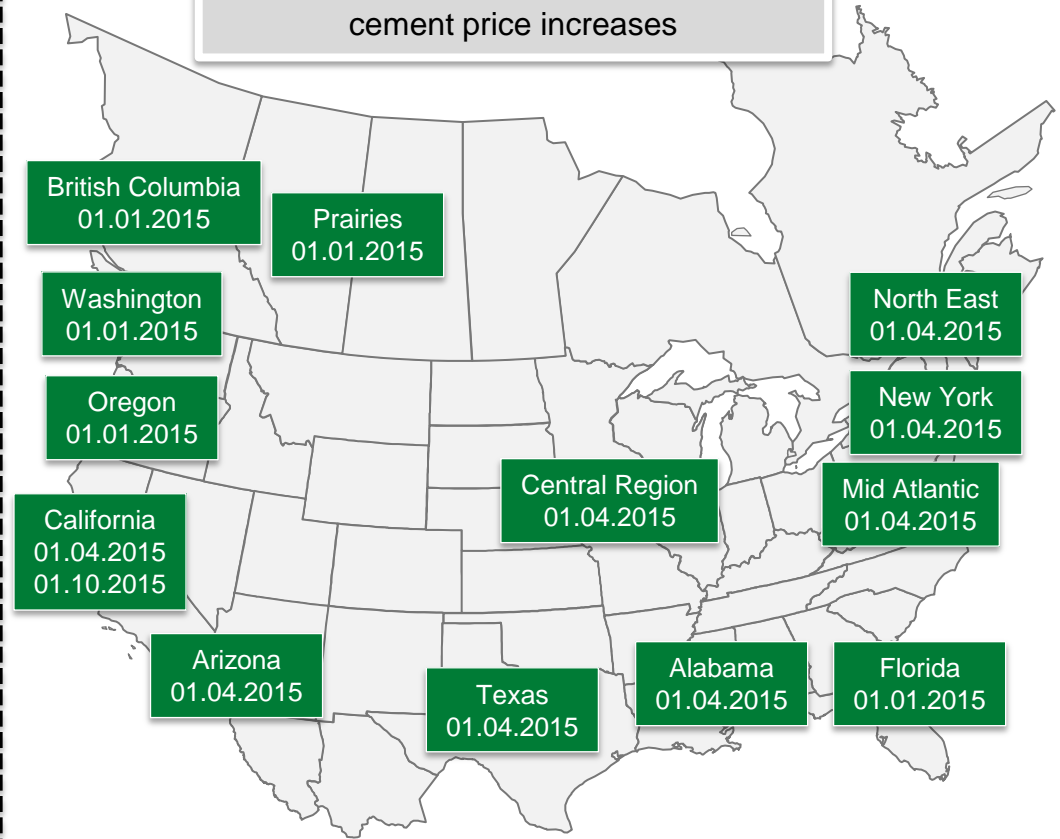 cement price increases
British Columbia
01.01.2015
Prairies
01.01.2015
Washington
01.01.2015
North East
01.04.2015
Oregon
01.01.2015
New York
01.04.2015
Central Region
01.04.2015
Mid Atlantic
01.04.2015
California
01.04.2015
01.10.2015
Arizona
01.04.2015
Texas
01.04.2015
Alabama
01.04.2015
Florida
01.01.2015